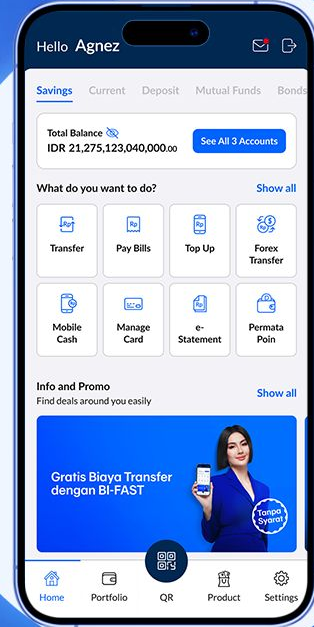 Hello Agnez
Savings Current Deposit Mutual Funds Bonds
Total Balance
IDR 21,275,123,040,000.00
See All 3 Accounts
What do you want to do?
Show all
Transfer
Pay Bills
Top Up
Forex
Transfer
Mobile
Cash
Manage
Card
e-
Statement
Permata
Poin
Info and Promo
Show all
Find deals around you easily
Gratis Biaya Transfer
dengan BI-FAST
Tanpa
Syarat
Home
Portfolio
QR
Product
Settings